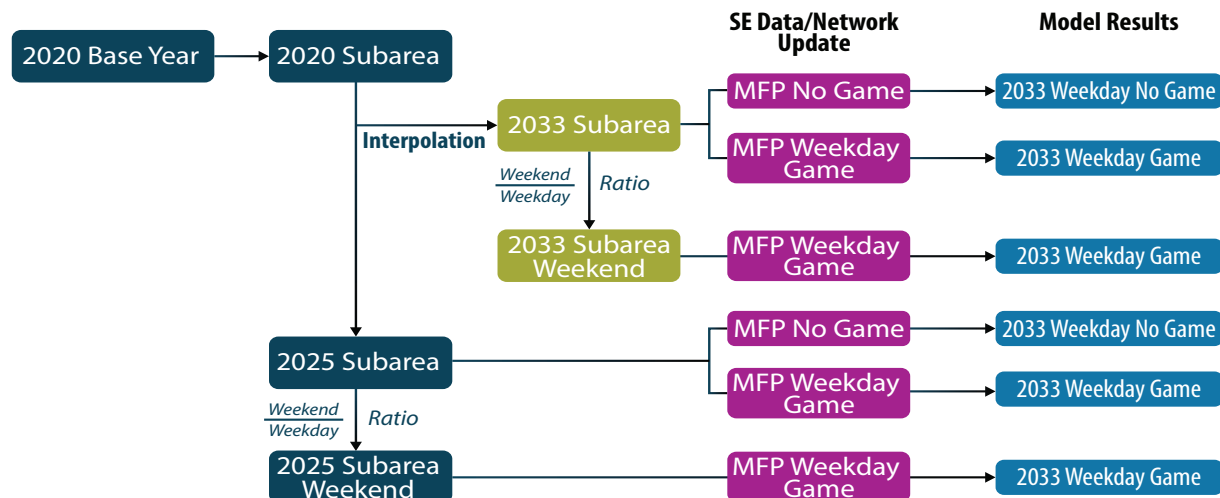 SE Data/Network
Update
Model Results
2020 Base Year
2020 Subarea
MFP No Game
2033 Weekday No Game
Interpolation
2033 Subarea
MFP Weekday
Game
2033 Weekday Game
Weekend
Weekday
Ratio
2033 Subarea
Weekend
MFP Weekday
Game
2033 Weekday Game
MFP No Game
2033 Weekday No Game
2025 Subarea
MFP Weekday
Game
2033 Weekday Game
Weekend
Weekday
Ratio
2025 Subarea
Weekend
MFP Weekday
Game
2033 Weekday Game